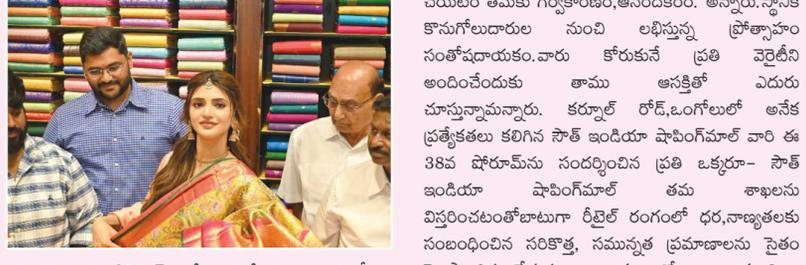 చేయటం తమకు గర్వకారణం,ఆనందకరం. అన్నారు.స్థానిక
కొనుగోలుదారుల నుంచి లభిస్తున్న ప్రోత్సాహం
సంతోషదాయకం.వారు కోరుకునే ప్రతి వెరైటీని
అందించేందుకు తాము ఆసక్తితో ఎదురు
చూస్తున్నామన్నారు. కర్నూల్ రోడ్,ఒంగోలులో అనేక
ప్రత్యేకతలు కలిగిన సౌత్ ఇండియా షాపింగ్‌మాల్ వారి ఈ
38వ షోరూమ్‌ను సందర్శించిన ప్రతి ఒక్కరూ- సౌత్
ఇండియా షాపింగ్‌మాల్ తమ శాఖలను
విస్తరించటంతోబాటుగా రీటైల్ రంగంలో ధర,నాణ్యతలకు
సంబంధించిన సరికొత్త, సమున్నత ప్రమాణాలను సైతం